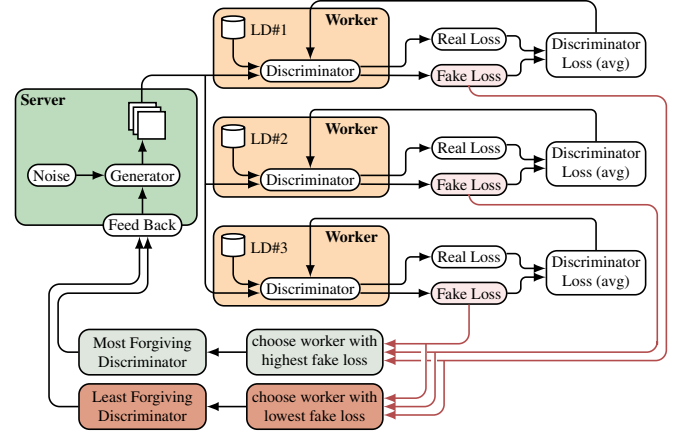 LD#1
Worker
Discriminator
Real Loss
Fake Loss
Discriminator
Loss (avg)
Server
Noise
Generator
Feed Back
LD#2
Worker
Discriminator
Real Loss
Fake Loss
Discriminator
Loss (avg)
LD#3
Worker
Discriminator
Real Loss
Fake Loss
Discriminator
Loss (avg)
Most Forgiving
Discriminator
choose worker with
highest fake loss
Least Forgiving
Discriminator
choose worker with
lowest fake loss